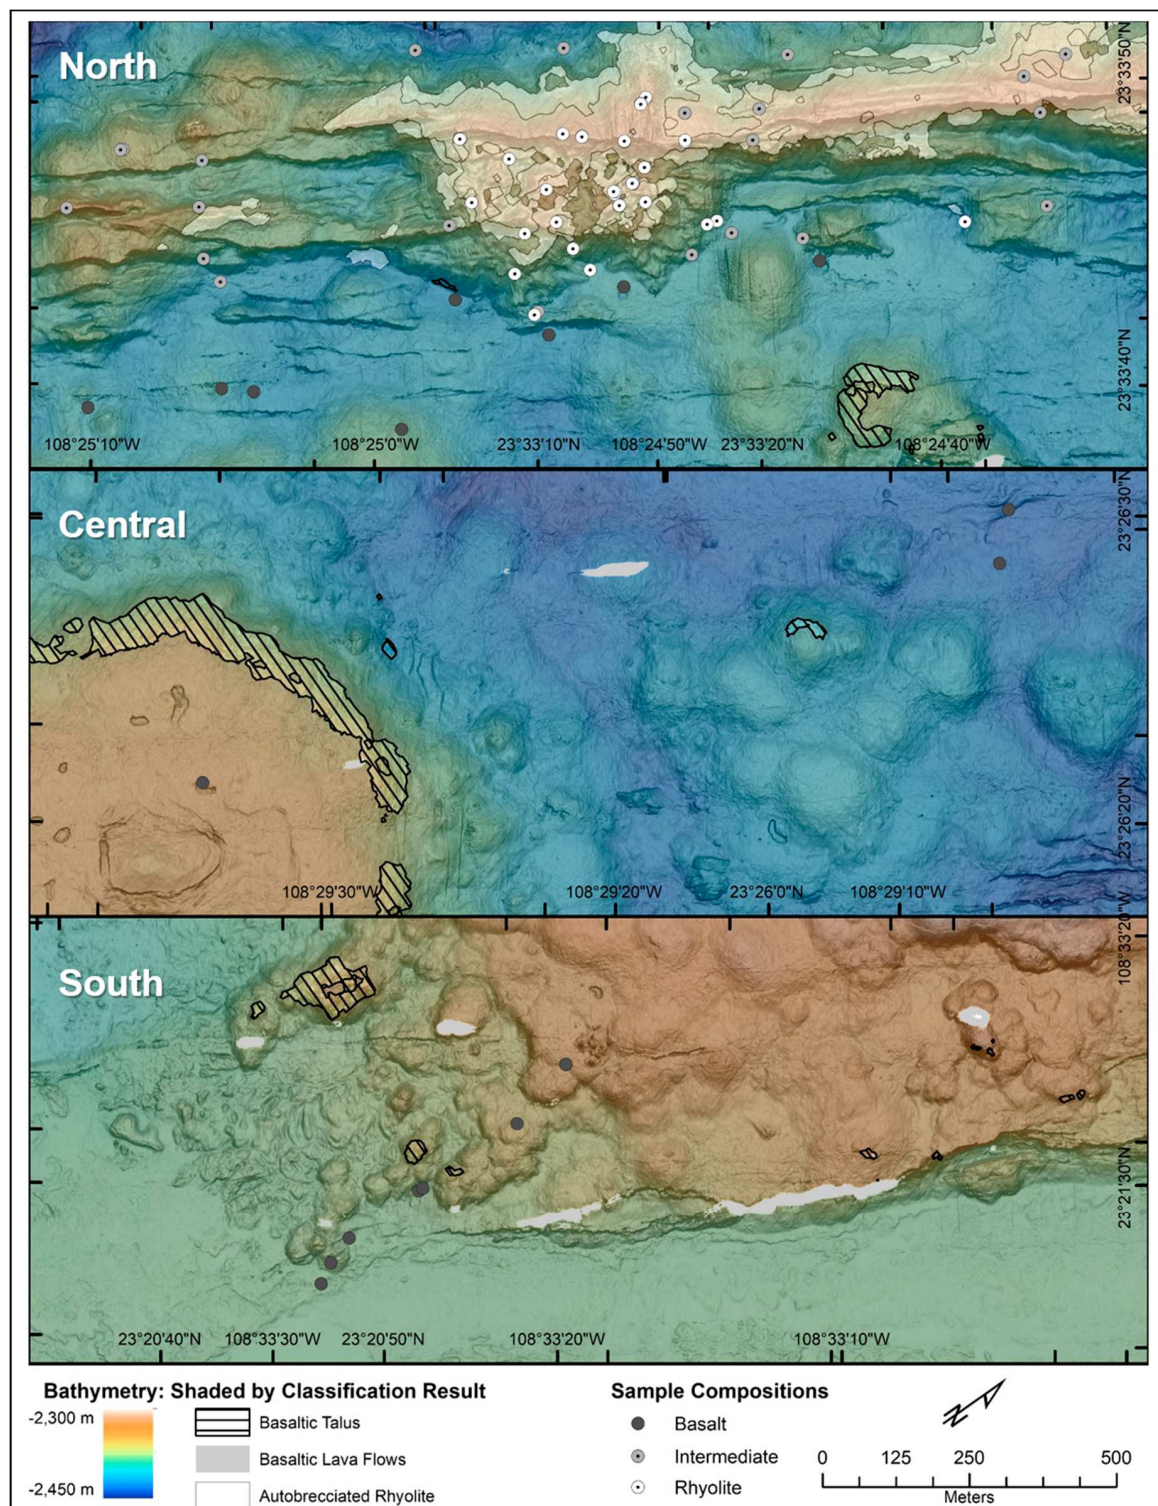 North
23°33'50"N
23°33'40"N
108°25'10"W 108°25'0"W 23°33'10"N 108°24'50"W 23°33'20"N 108°24'40"W
Central
23°26'30"N
23°26'20"N
108°29'30"W 108°29'20"W 23°26'0"N 108°29'10"W
South
108°33'20"W
23°21'30"N
23°20'40"N 108°33'30"W 23°20'50"N 108°33'20"W 108°33'10"W
Bathymetry: Shaded by Classification Result
-2,300 m
-2,450 m
Basaltic Talus
Basaltic Lava Flows
Autobrecciated Rhyolite
Sample Compositions
Basalt
Intermediate
Rhyolite
N
0 125 250 500
Meters